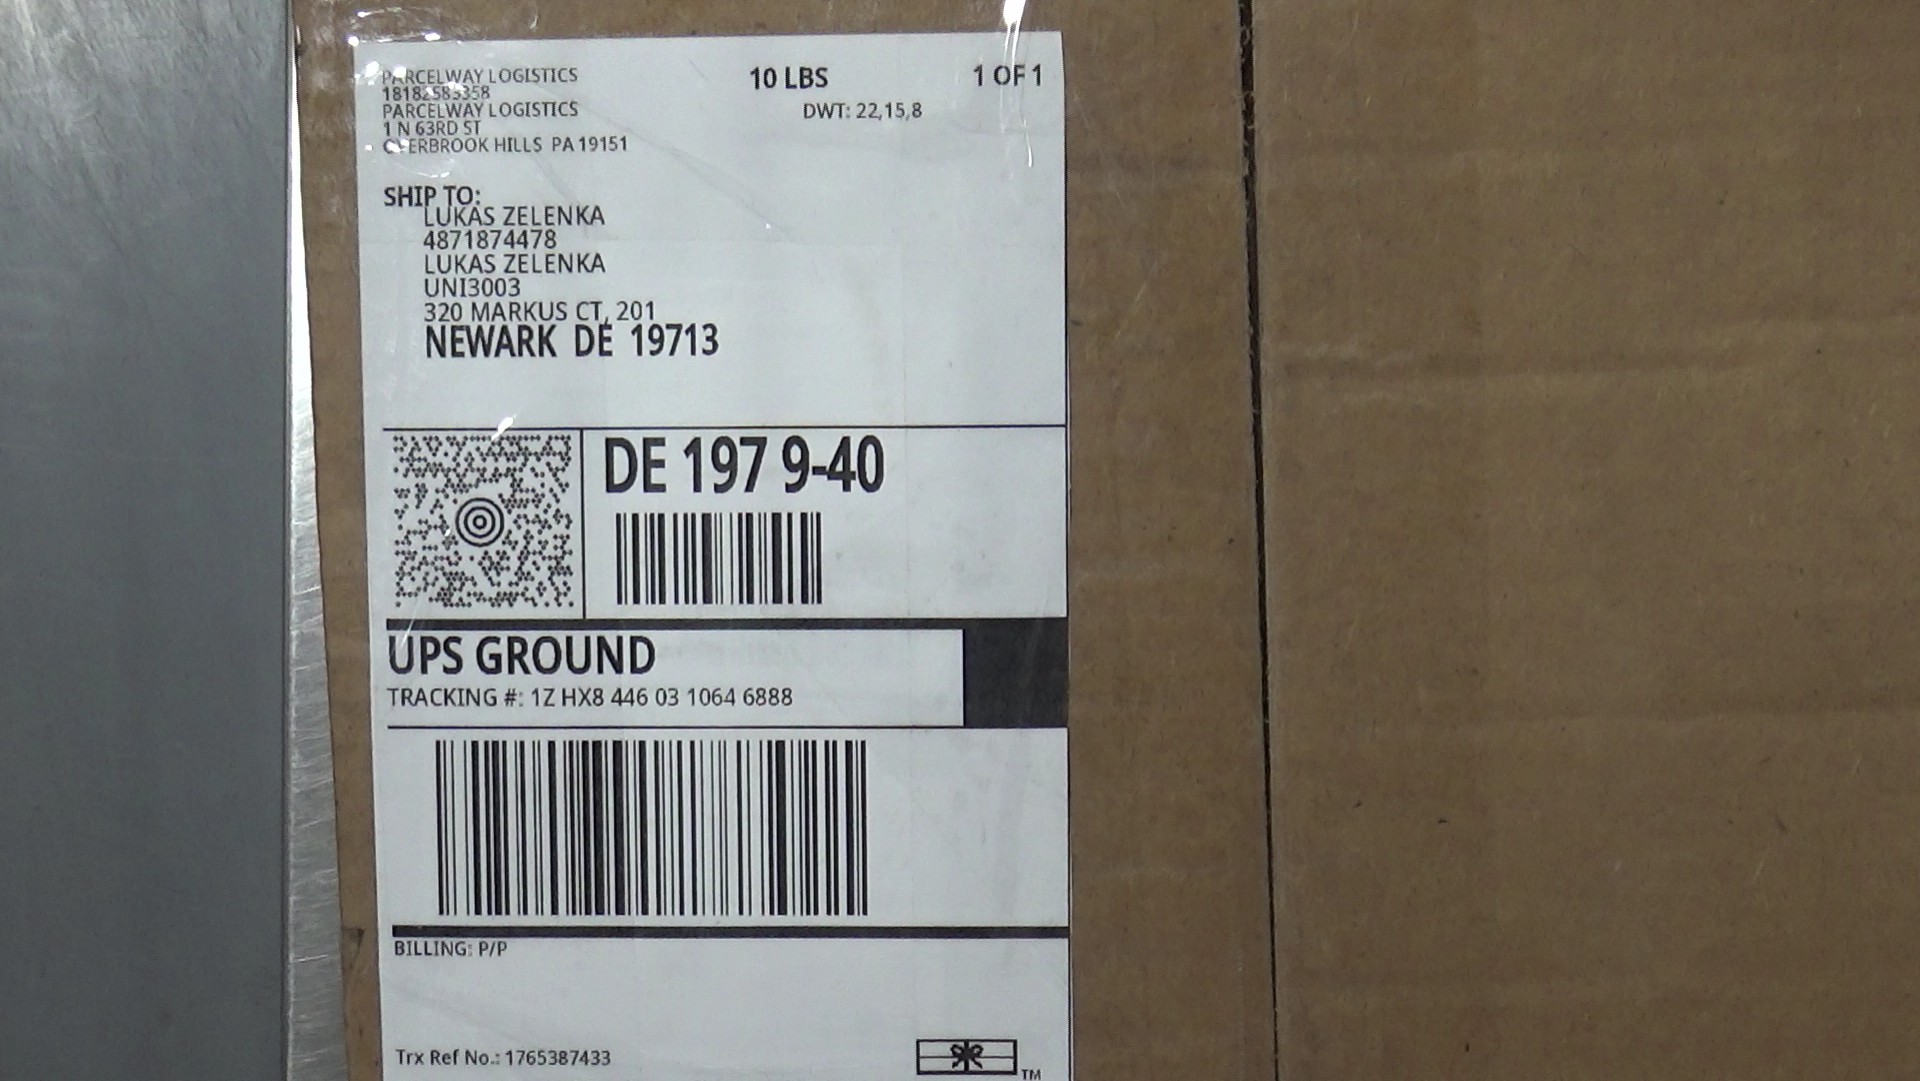 PARCELWAY LOGISTICS 10 LBS 1 OF 1
18182583358
PARCELWAY LOGISTICS DWT: 22,15,8
1 N 63RD ST
OVERBROOK HILLS PA 19151
SHIP TO:
LUKAS ZELENKA
4871874478
LUKAS ZELENKA
UNI3003
320 MARKUS CT, 201
NEWARK DE 19713
DE 197 9-40
UPS GROUND
TRACKING #: 1Z HX8 446 03 1064 6888
BILLING: P/P
Trx Ref No.: 1765387433
TM